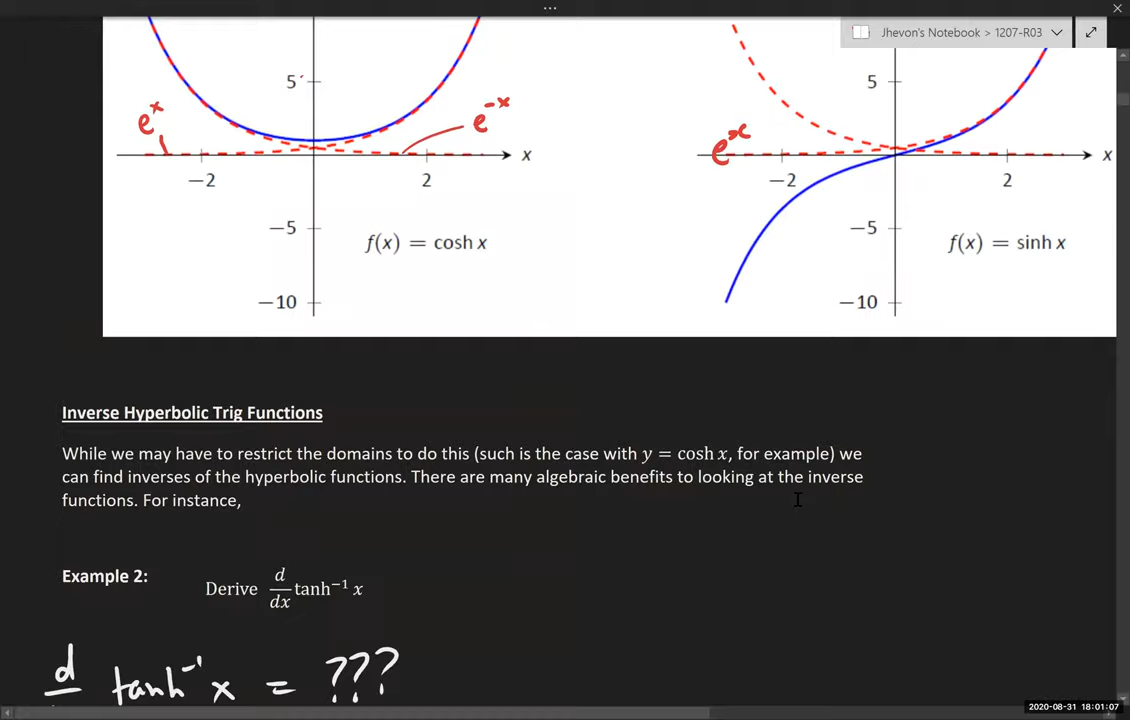 Jhevon's Notebook > 1207-R03
5
5
e^x
e^-x
e^x
x
x
−2
2
−2
2
−5
−5
f(x) = cosh x
f(x) = sinh x
−10
−10
Inverse Hyperbolic Trig Functions
While we may have to restrict the domains to do this (such is the case with y = cosh x, for example) we
can find inverses of the hyperbolic functions. There are many algebraic benefits to looking at the inverse
functions. For instance,
Example 2: Derive d/dx tanh⁻¹ x
d tanh⁻¹ x = ???
2020-08-31 18:01:07